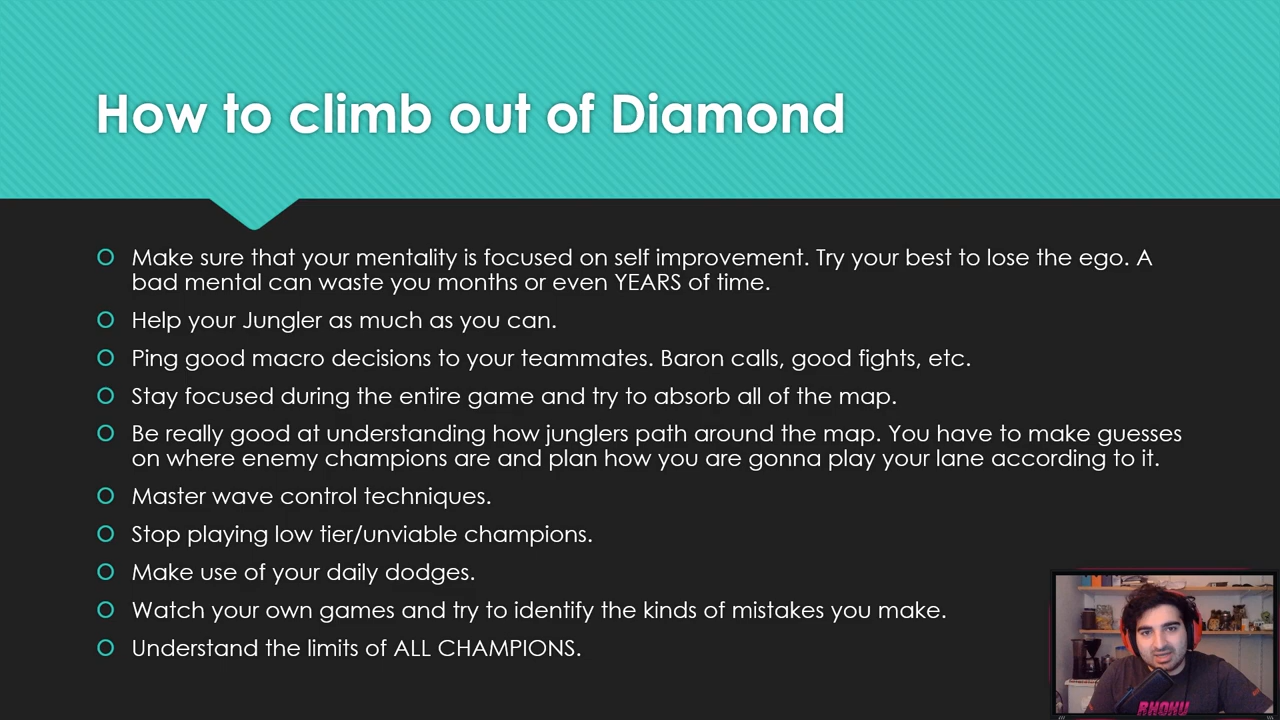 How to climb out of Diamond
Make sure that your mentality is focused on self improvement. Try your best to lose the ego. A
bad mental can waste you months or even YEARS of time.
Help your Jungler as much as you can.
Ping good macro decisions to your teammates. Baron calls, good fights, etc.
Stay focused during the entire game and try to absorb all of the map.
Be really good at understanding how junglers path around the map. You have to make guesses
on where enemy champions are and plan how you are gonna play your lane according to it.
Master wave control techniques.
Stop playing low tier/unviable champions.
Make use of your daily dodges.
Watch your own games and try to identify the kinds of mistakes you make.
Understand the limits of ALL CHAMPIONS.
RHOKU